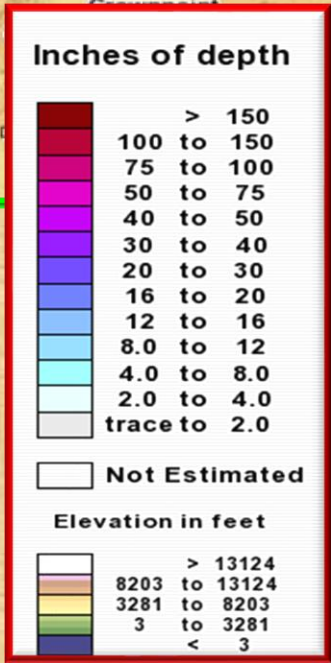 Inches of depth
> 150
100 to 150
75 to 100
50 to 75
40 to 50
30 to 40
20 to 30
16 to 20
12 to 16
8.0 to 12
4.0 to 8.0
2.0 to 4.0
trace to 2.0
Not Estimated
Elevation in feet
> 13124
8203 to 13124
3281 to 8203
3 to 3281
< 3